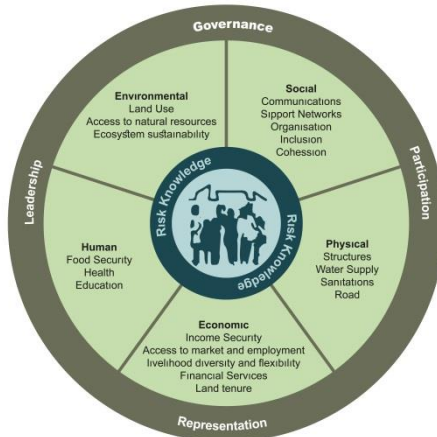 Governance
Environmental
Land Use
Access to natural resources
Ecosystem sustainability
Social
Communications
Support Networks
Organisation
Inclusion
Cohession
Leadership
Participation
Risk Knowledge
Risk Knowledge
Human
Food Security
Health
Education
Physical
Structures
Water Supply
Sanitations
Road
Economic
Income Security
Access to market and employment
livelihood diversity and flexibility
Financial Services
Land tenure
Representation